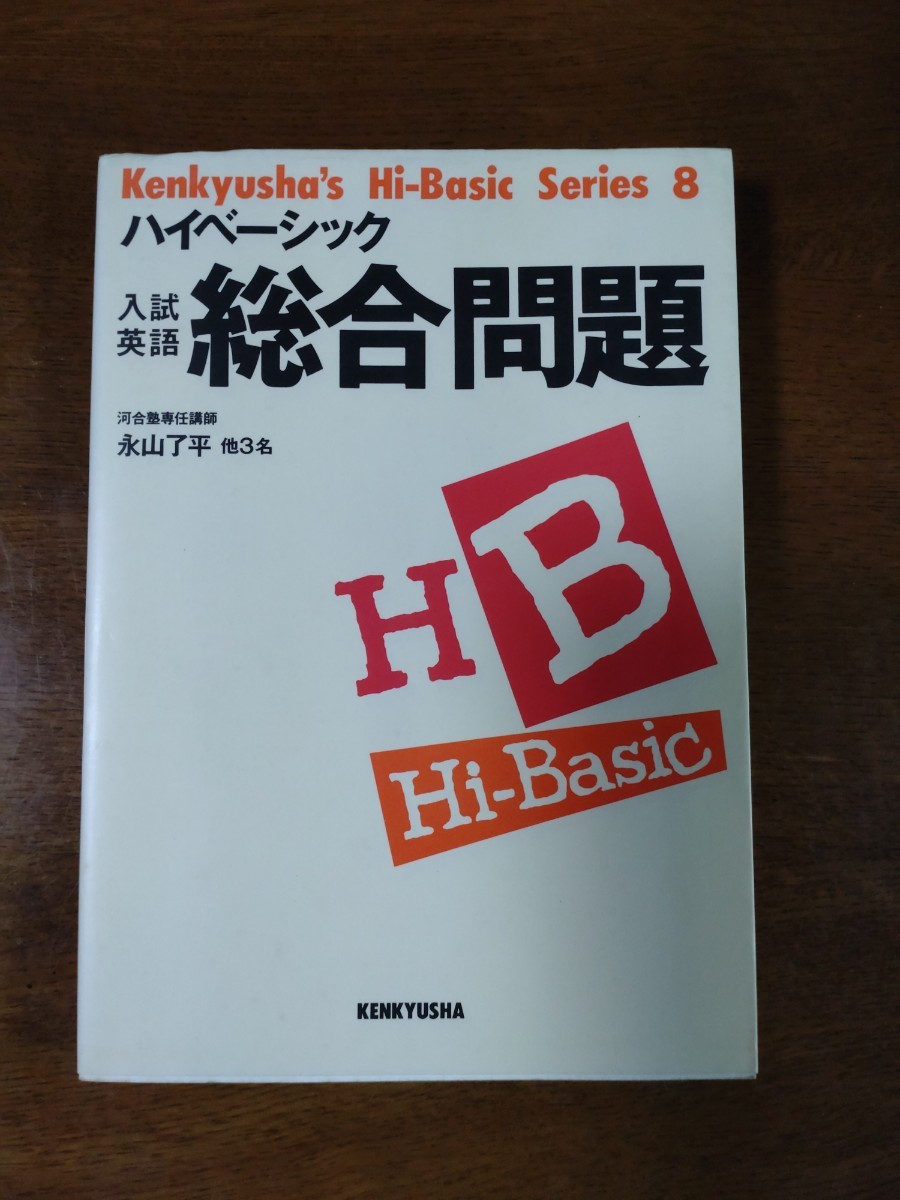 Kenkyusha's Hi-Basic Series 8
ハイベーシック
入試
英語
総合問題
河合塾専任講師
永山了平 他3名
HB
Hi-Basic
KENKYUSHA